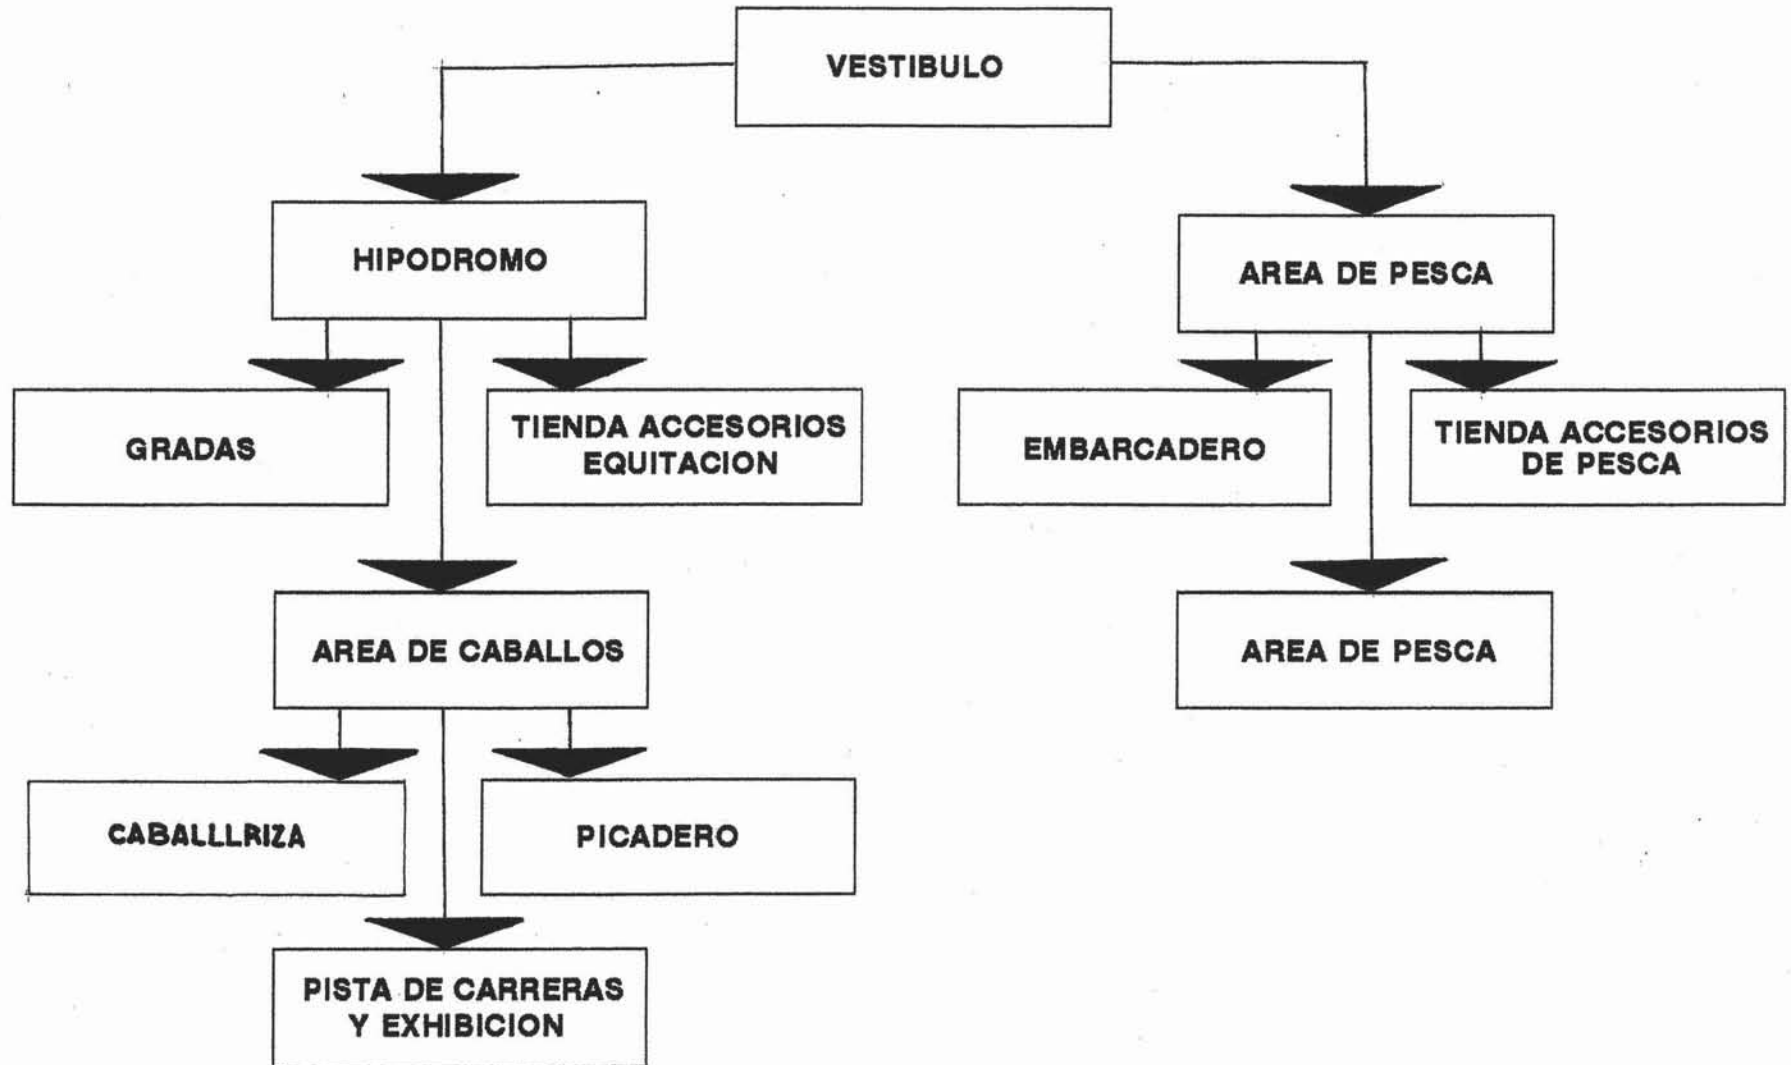 VESTIBULO
HIPODROMO
AREA DE PESCA
GRADAS
TIENDA ACCESORIOS
EQUITACION
EMBARCADERO
TIENDA ACCESORIOS
DE PESCA
AREA DE CABALLOS
AREA DE PESCA
CABALLLRIZA
PICADERO
PISTA DE CARRERAS
Y EXHIBICION